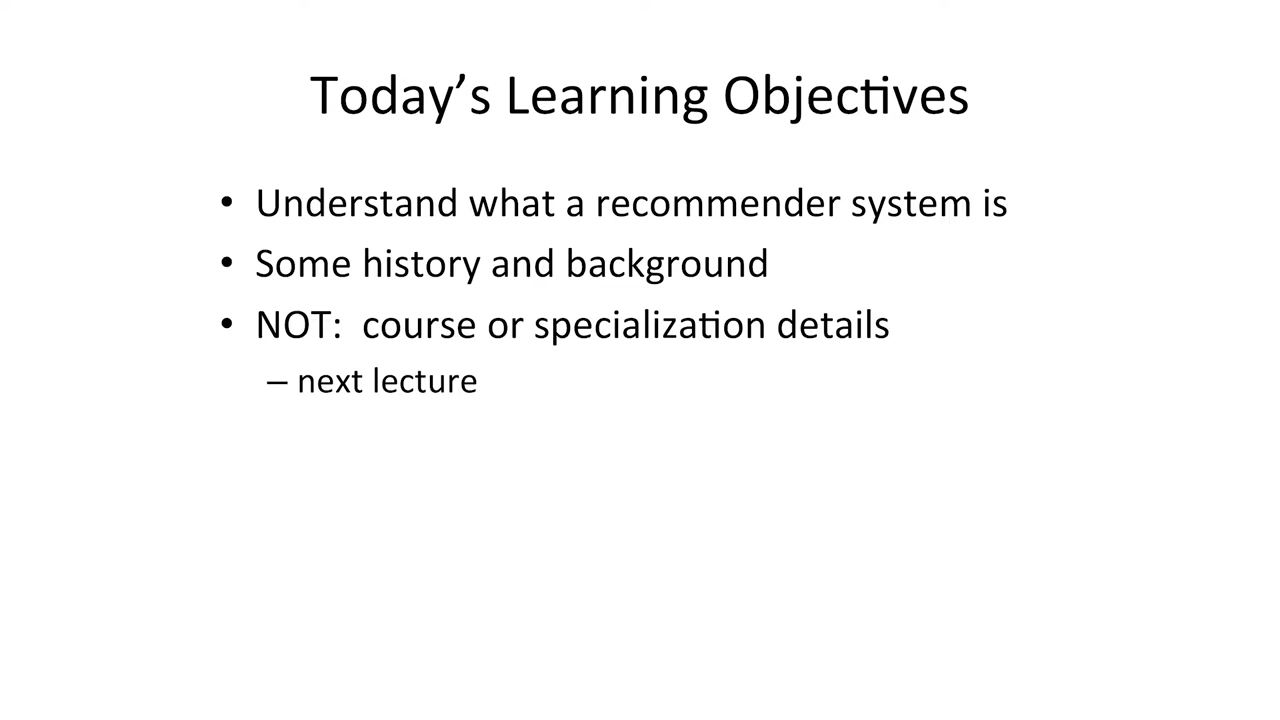 Today’s Learning Objectives
• Understand what a recommender system is
• Some history and background
• NOT:  course or specialization details
– next lecture